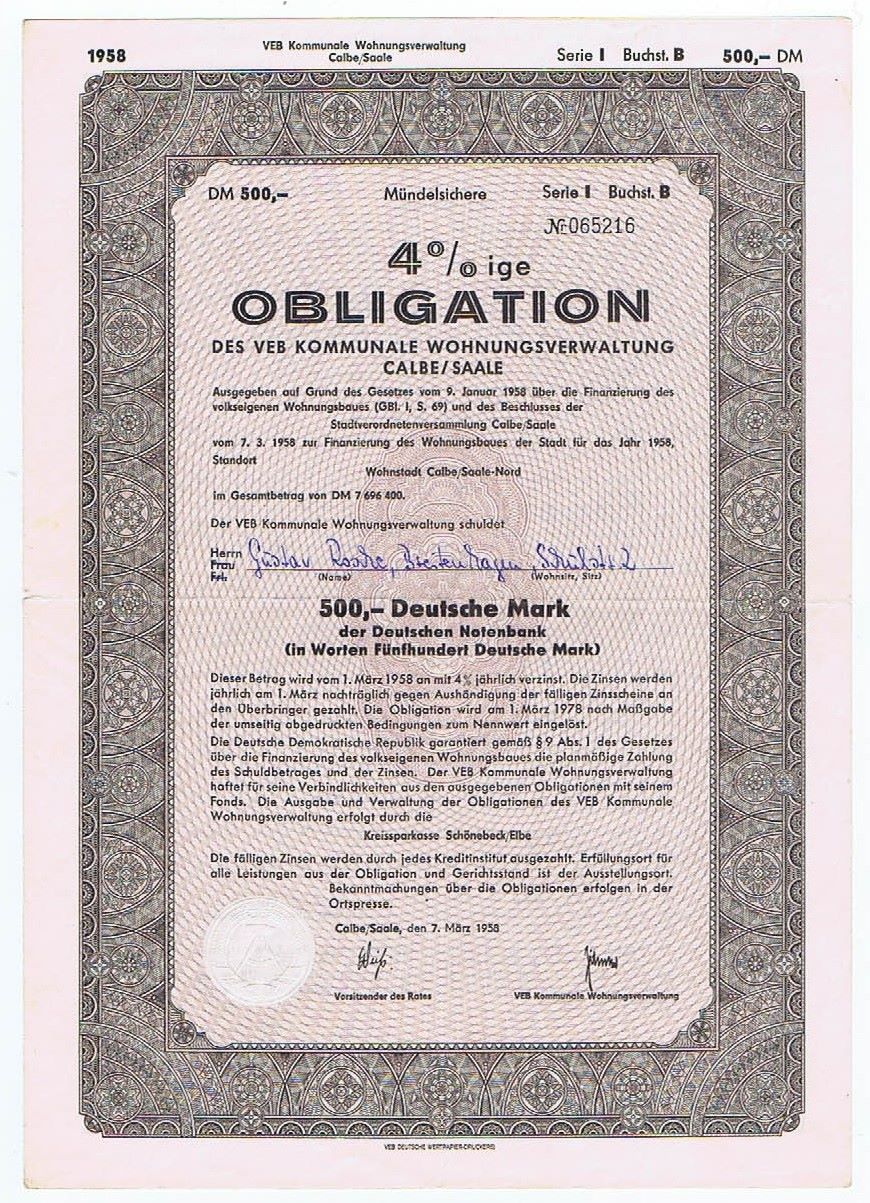 1958
VEB Kommunale Wohnungsverwaltung
Calbe/Saale
Serie I Buchst. B 500,– DM
DM 500,– Mündelsichere Serie I Buchst. B
№ 065216
4%ige
OBLIGATION
DES VEB KOMMUNALE WOHNUNGSVERWALTUNG
CALBE/SAALE
Ausgegeben auf Grund des Gesetzes vom 9. Januar 1958 über die Finanzierung des
volkseigenen Wohnungsbaues (GBl. I, S. 69) und des Beschlusses der
Stadtverordnetenversammlung Calbe/Saale
vom 7. 3. 1958 zur Finanzierung des Wohnungsbaues der Stadt für das Jahr 1958,
Standort
Wohnstadt Calbe/Saale-Nord
im Gesamtbetrag von DM 7 696 400.
Der VEB Kommunale Wohnungsverwaltung schuldet
Herrn
Frau Gustav
Frl. (Name) (Wohnsitz, Sitz)
500,– Deutsche Mark
der Deutschen Notenbank
(in Worten Fünfhundert Deutsche Mark)
Dieser Betrag wird vom 1. März 1958 an mit 4% jährlich verzinst. Die Zinsen werden
jährlich am 1. März nachträglich gegen Aushändigung der fälligen Zinsscheine an
den Überbringer gezahlt. Die Obligation wird am 1. März 1978 nach Maßgabe
der umseitig abgedruckten Bedingungen zum Nennwert eingelöst.
Die Deutsche Demokratische Republik garantiert gemäß § 9 Abs. 1 des Gesetzes
über die Finanzierung des volkseigenen Wohnungsbaues die planmäßige Zahlung
des Schuldbetrages und der Zinsen. Der VEB Kommunale Wohnungsverwaltung
haftet für seine Verbindlichkeiten aus den ausgegebenen Obligationen mit seinem
Fonds. Die Ausgabe und Verwaltung der Obligationen des VEB Kommunale
Wohnungsverwaltung erfolgt durch die
Kreissparkasse Schönebeck/Elbe
Die fälligen Zinsen werden durch jedes Kreditinstitut ausgezahlt. Erfüllungsort für
alle Leistungen aus der Obligation und Gerichtsstand ist der Ausstellungsort.
Bekanntmachungen über die Obligationen erfolgen in der
Ortspresse.
Calbe/Saale, den 7. März 1958
Vorsitzender des Rates VEB Kommunale Wohnungsverwaltung
VEB DEUTSCHE WERTPAPIER-DRUCKEREI